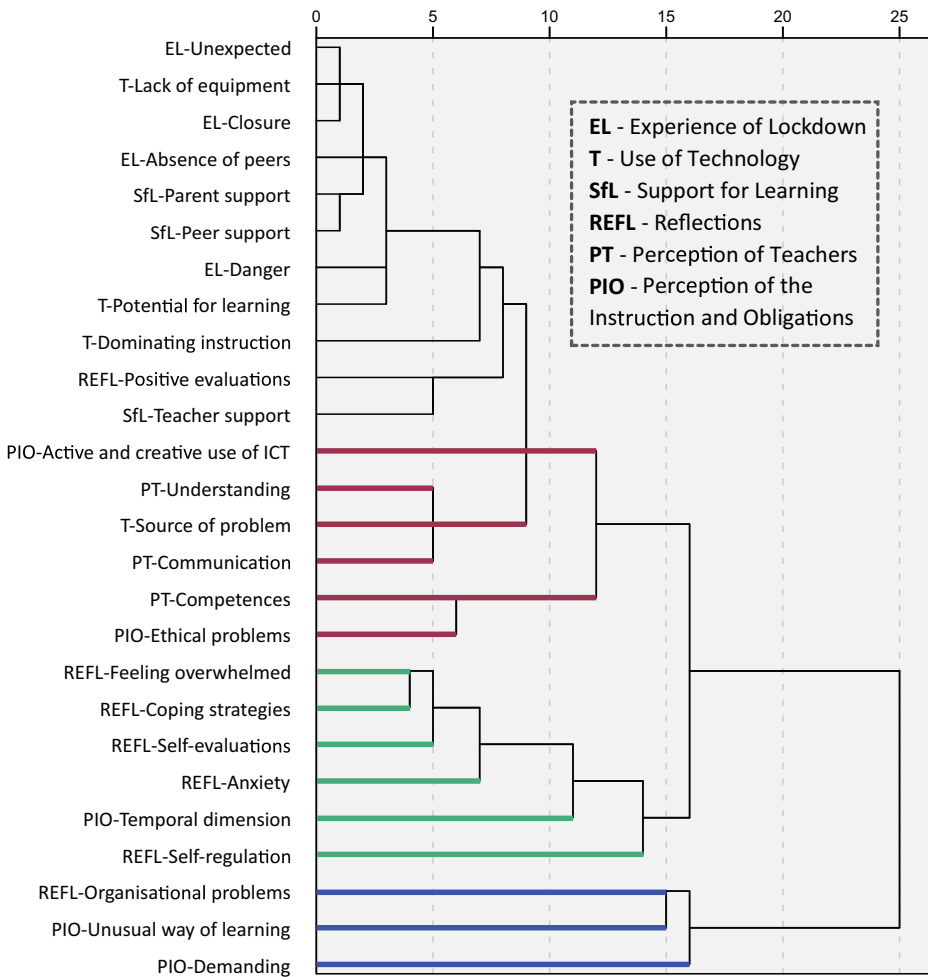 0 5 10 15 20 25
EL-Unexpected
T-Lack of equipment
EL-Closure
EL-Absence of peers
SfL-Parent support
SfL-Peer support
EL-Danger
T-Potential for learning
T-Dominating instruction
REFL-Positive evaluations
SfL-Teacher support
PIO-Active and creative use of ICT
PT-Understanding
T-Source of problem
PT-Communication
PT-Competences
PIO-Ethical problems
REFL-Feeling overwhelmed
REFL-Coping strategies
REFL-Self-evaluations
REFL-Anxiety
PIO-Temporal dimension
REFL-Self-regulation
REFL-Organisational problems
PIO-Unusual way of learning
PIO-Demanding
EL - Experience of Lockdown
T - Use of Technology
SfL - Support for Learning
REFL - Reflections
PT - Perception of Teachers
PIO - Perception of the
Instruction and Obligations